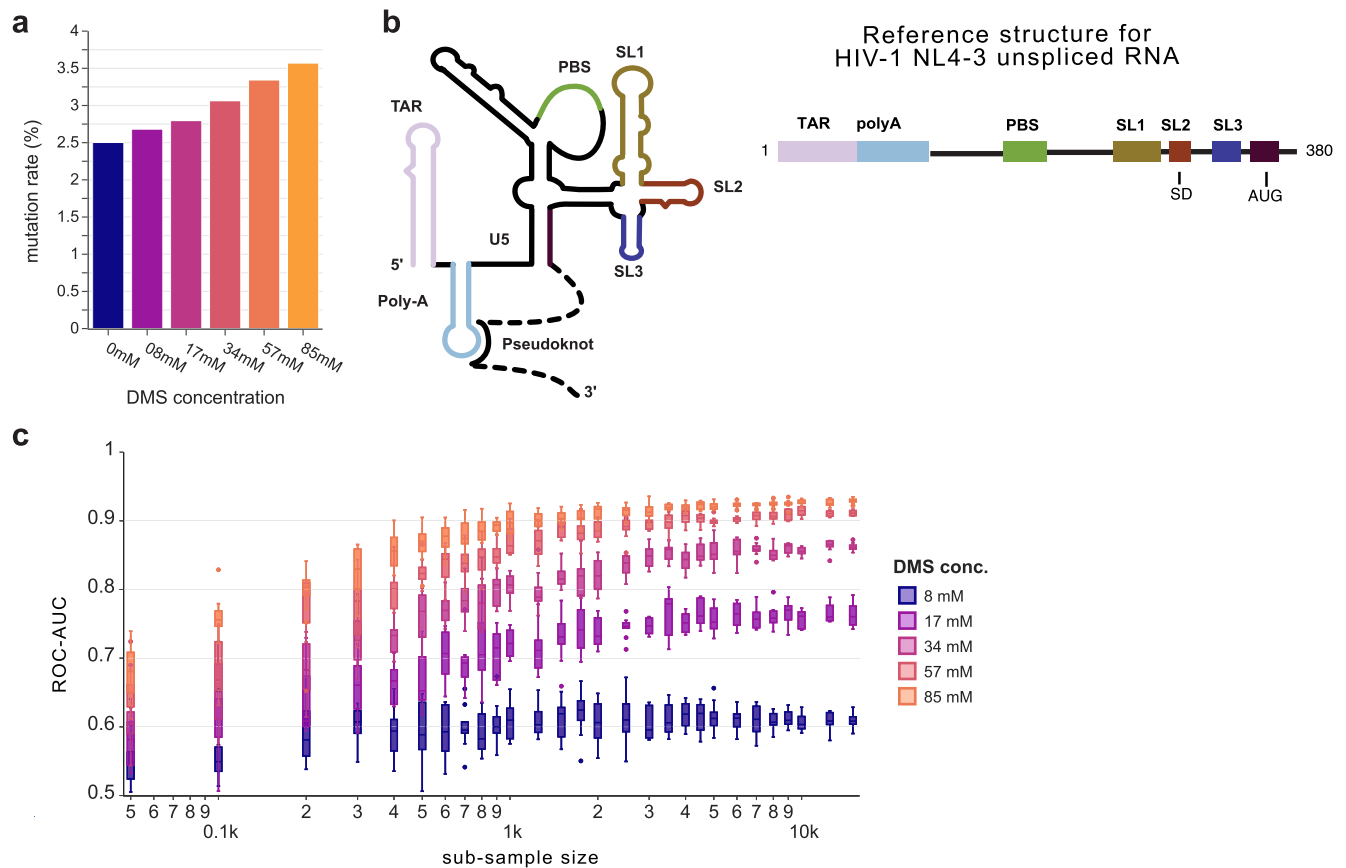 a
4
3.5
3
2.5
2
1.5
1
0.5
0
mutation rate (%)
0mM
08mM
17mM
34mM
57mM
85mM
DMS concentration
b
TAR
PBS
SL1
SL2
SL3
U5
5'
Poly-A
Pseudoknot
3'
Reference structure for
HIV-1 NL4-3 unspliced RNA
TAR polyA PBS SL1 SL2 SL3
1 380
SD AUG
c
1
0.9
0.8
0.7
0.6
0.5
ROC-AUC
5 6 7 8 9 2 3 4 5 6 7 8 9 2 3 4 5 6 7 8 9
0.1k 1k 10k
sub-sample size
DMS conc.
8 mM
17 mM
34 mM
57 mM
85 mM